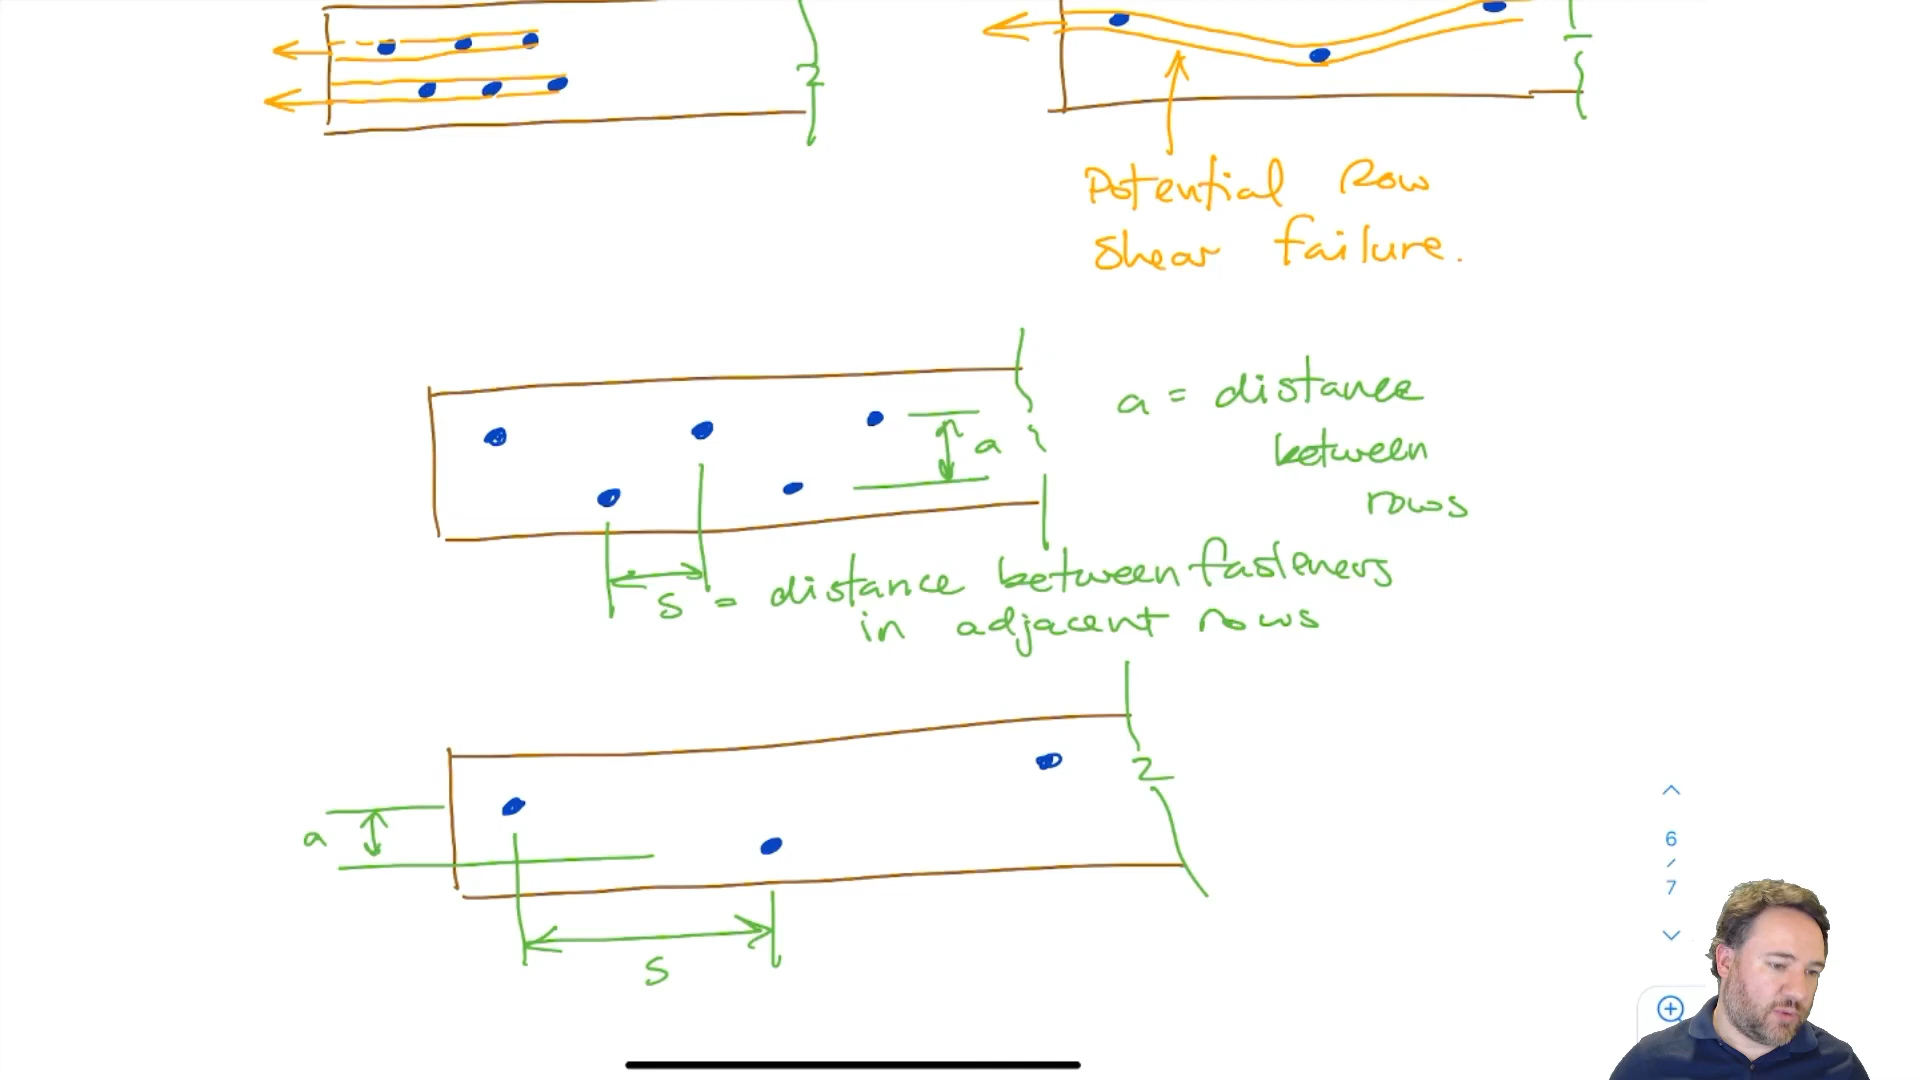 Potential Row
Shear failure.
a = distance
between
rows
a
s = distance between fasteners
in adjacent rows
a
s
6
/
7